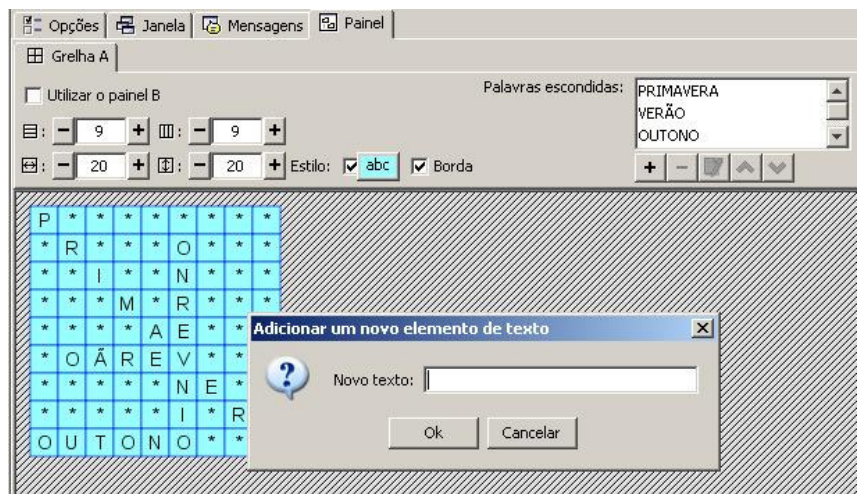 Opções Janela Mensagens Painel
Grelha A
Utilizar o painel B
Palavras escondidas:
PRIMAVERA
VERÃO
OUTONO
: - 9 + : - 9 +
: - 20 + : - 20 + Estilo: abc Borda
+ -
P * * * * * * * *
* R * * * O * * *
* * I * * N * * *
* * * M * R * * *
* * * * A E * *
* O Ã R E V * *
* * * * * N E *
* * * * * I * R
O U T O N O * *
Adicionar um novo elemento de texto
Novo texto:
Ok Cancelar